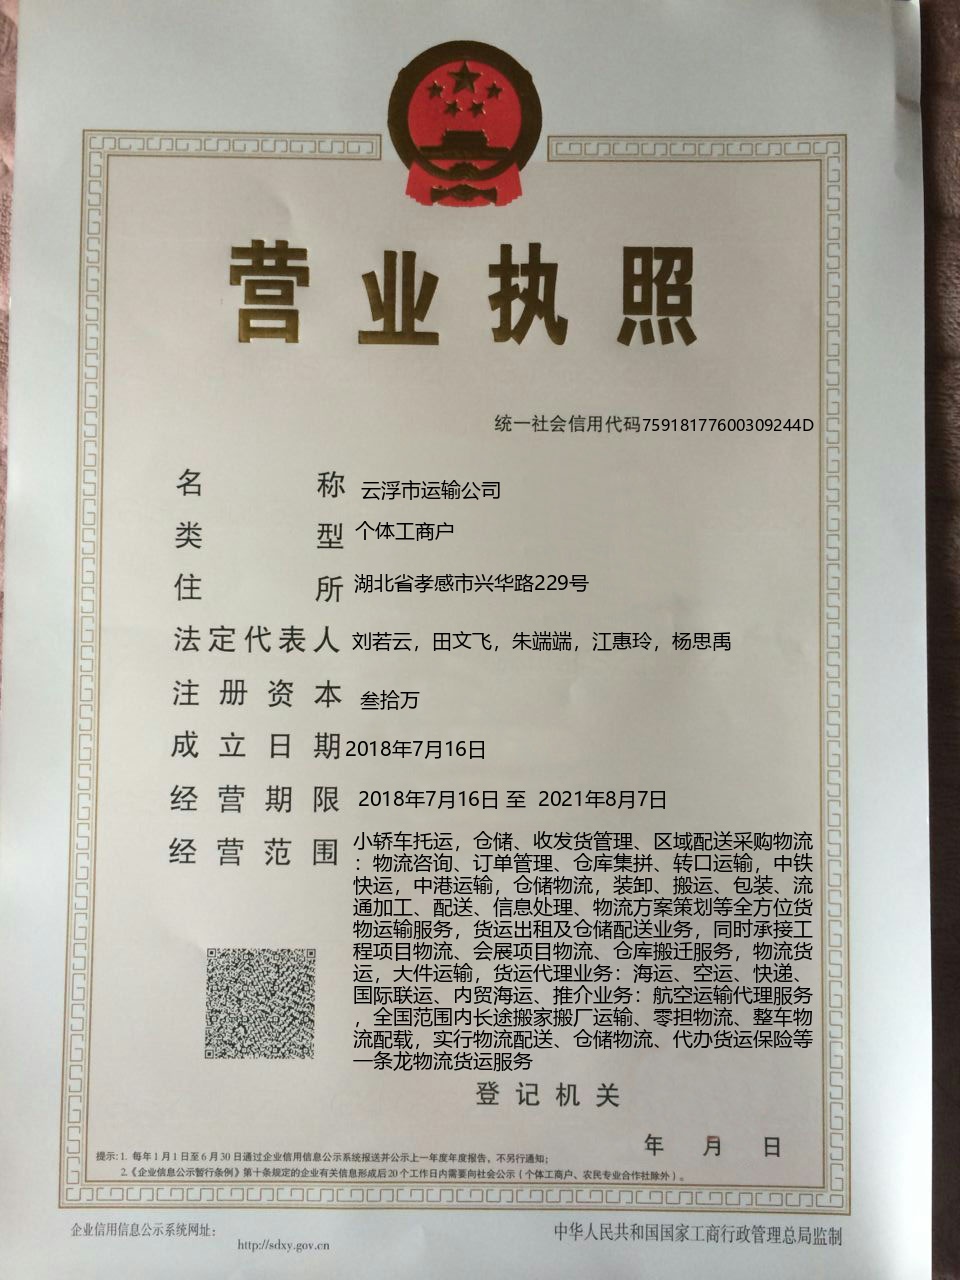 营业执照
统一社会信用代码75918177600309244D
名称 云浮市运输公司
类型 个体工商户
住所 湖北省孝感市兴华路229号
法定代表人 刘若云，田文飞，朱端端，江惠玲，杨思禹
注册资本 叁拾万
成立日期 2018年7月16日
经营期限 2018年7月16日 至 2021年8月7日
经营范围 小轿车托运，仓储、收发货管理、区域配送采购物流
：物流咨询、订单管理、仓库集拼、转口运输，中铁
快运，中港运输，仓储物流，装卸、搬运、包装、流
通加工、配送、信息处理、物流方案策划等全方位货
物运输服务，货运出租及仓储配送业务，同时承接工
程项目物流、会展项目物流、仓库搬迁服务，物流货
运，大件运输，货运代理业务：海运、空运、快递、
国际联运、内贸海运、推介业务：航空运输代理服务
，全国范围内长途搬家搬厂运输、零担物流、整车物
流配载，实行物流配送、仓储物流、代办货运保险等
一条龙物流货运服务
登记机关
年 月 日
提示：1. 每年1月1日至6月30日通过企业信用信息公示系统报送并公示上一年度年度报告，不另行通知；
2.《企业信息公示暂行条例》第十条规定的企业有关信息形成后20个工作日内需要向社会公示（个体工商户、农民专业合作社除外）。
企业信用信息公示系统网址：
http://sdxy.gov.cn
中华人民共和国国家工商行政管理总局监制